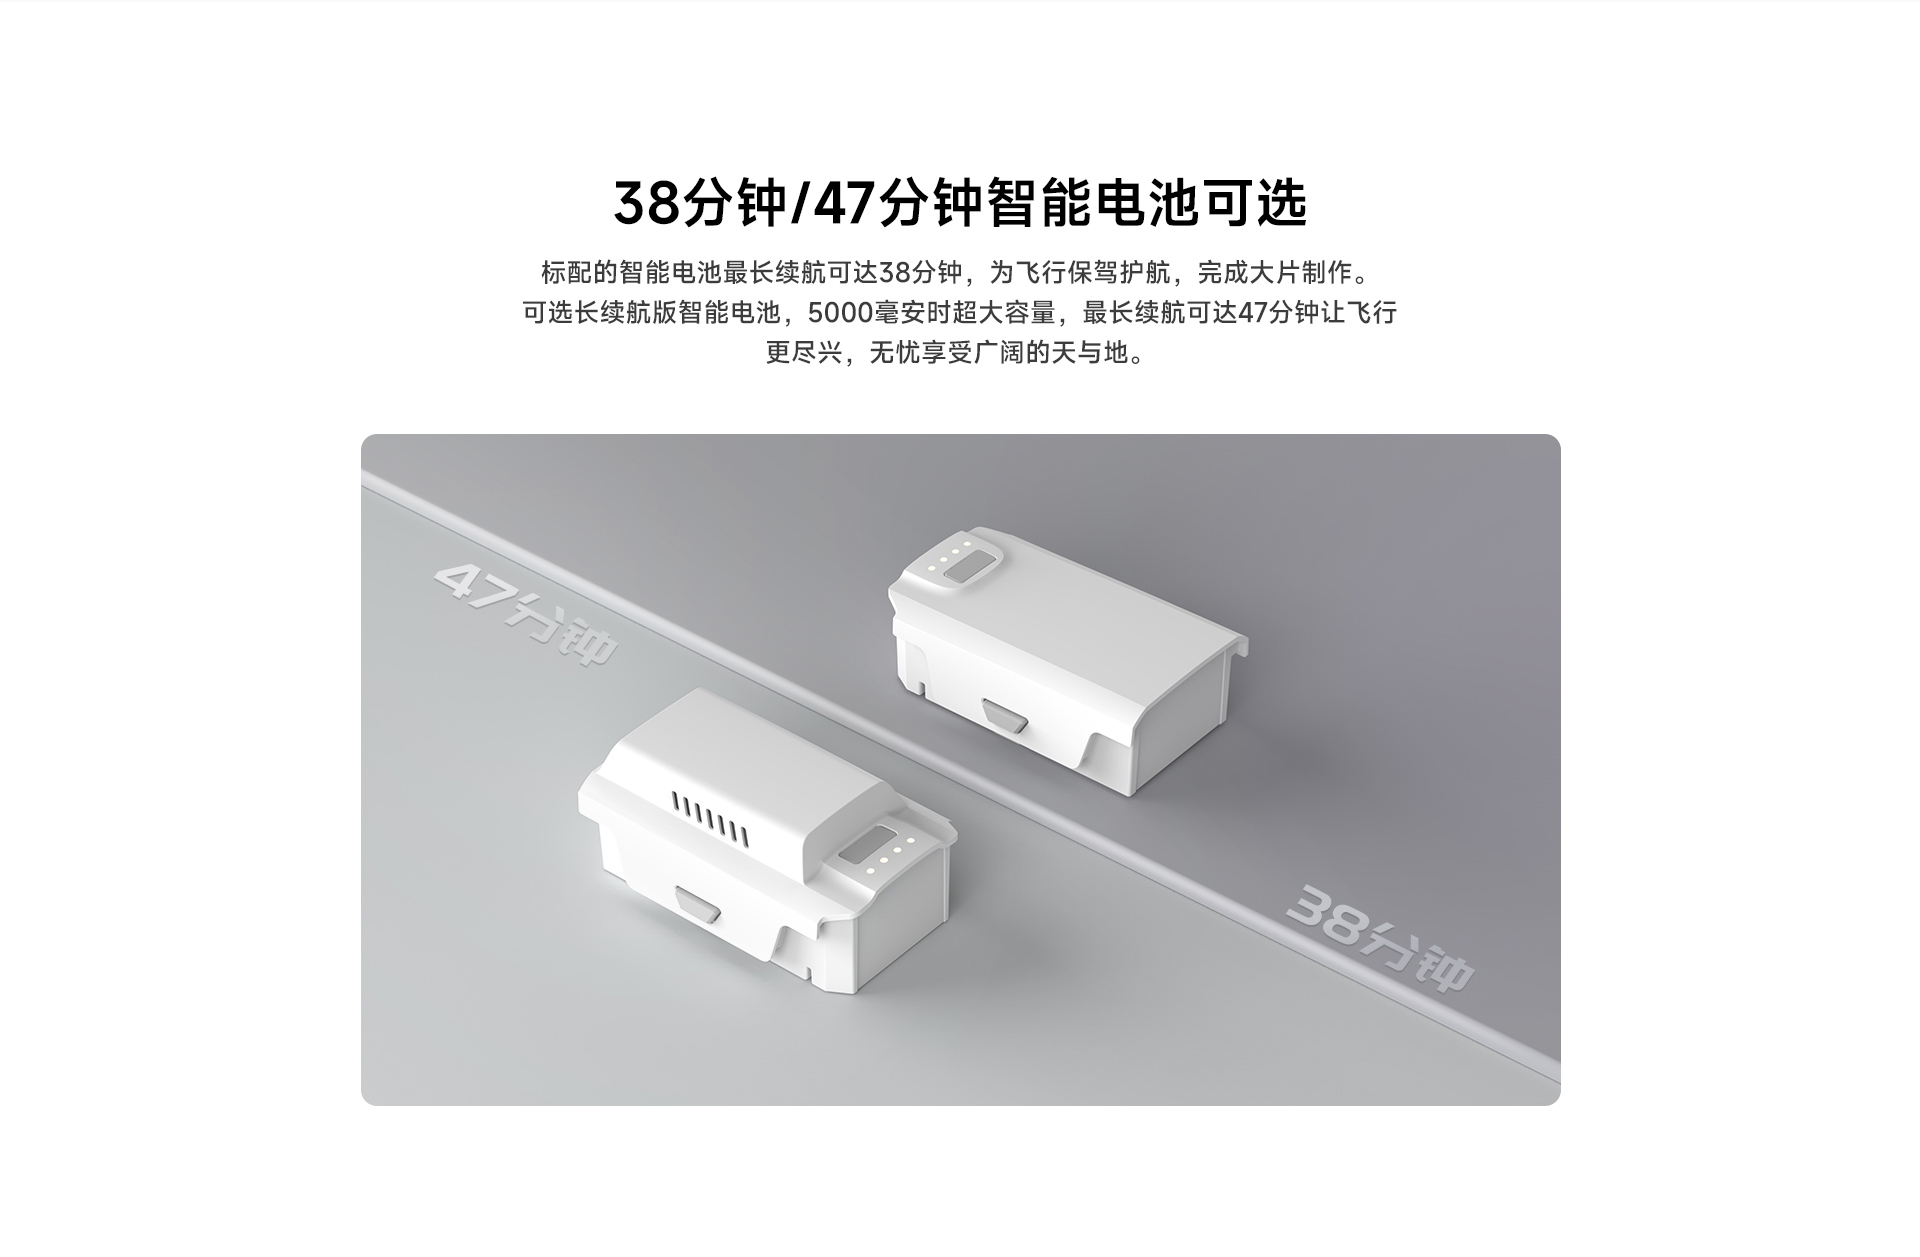 38分钟/47分钟智能电池可选
标配的智能电池最长续航可达38分钟，为飞行保驾护航，完成大片制作。
可选长续航版智能电池，5000毫安时超大容量，最长续航可达47分钟让飞行
更尽兴，无忧享受广阔的天与地。
47分钟
38分钟